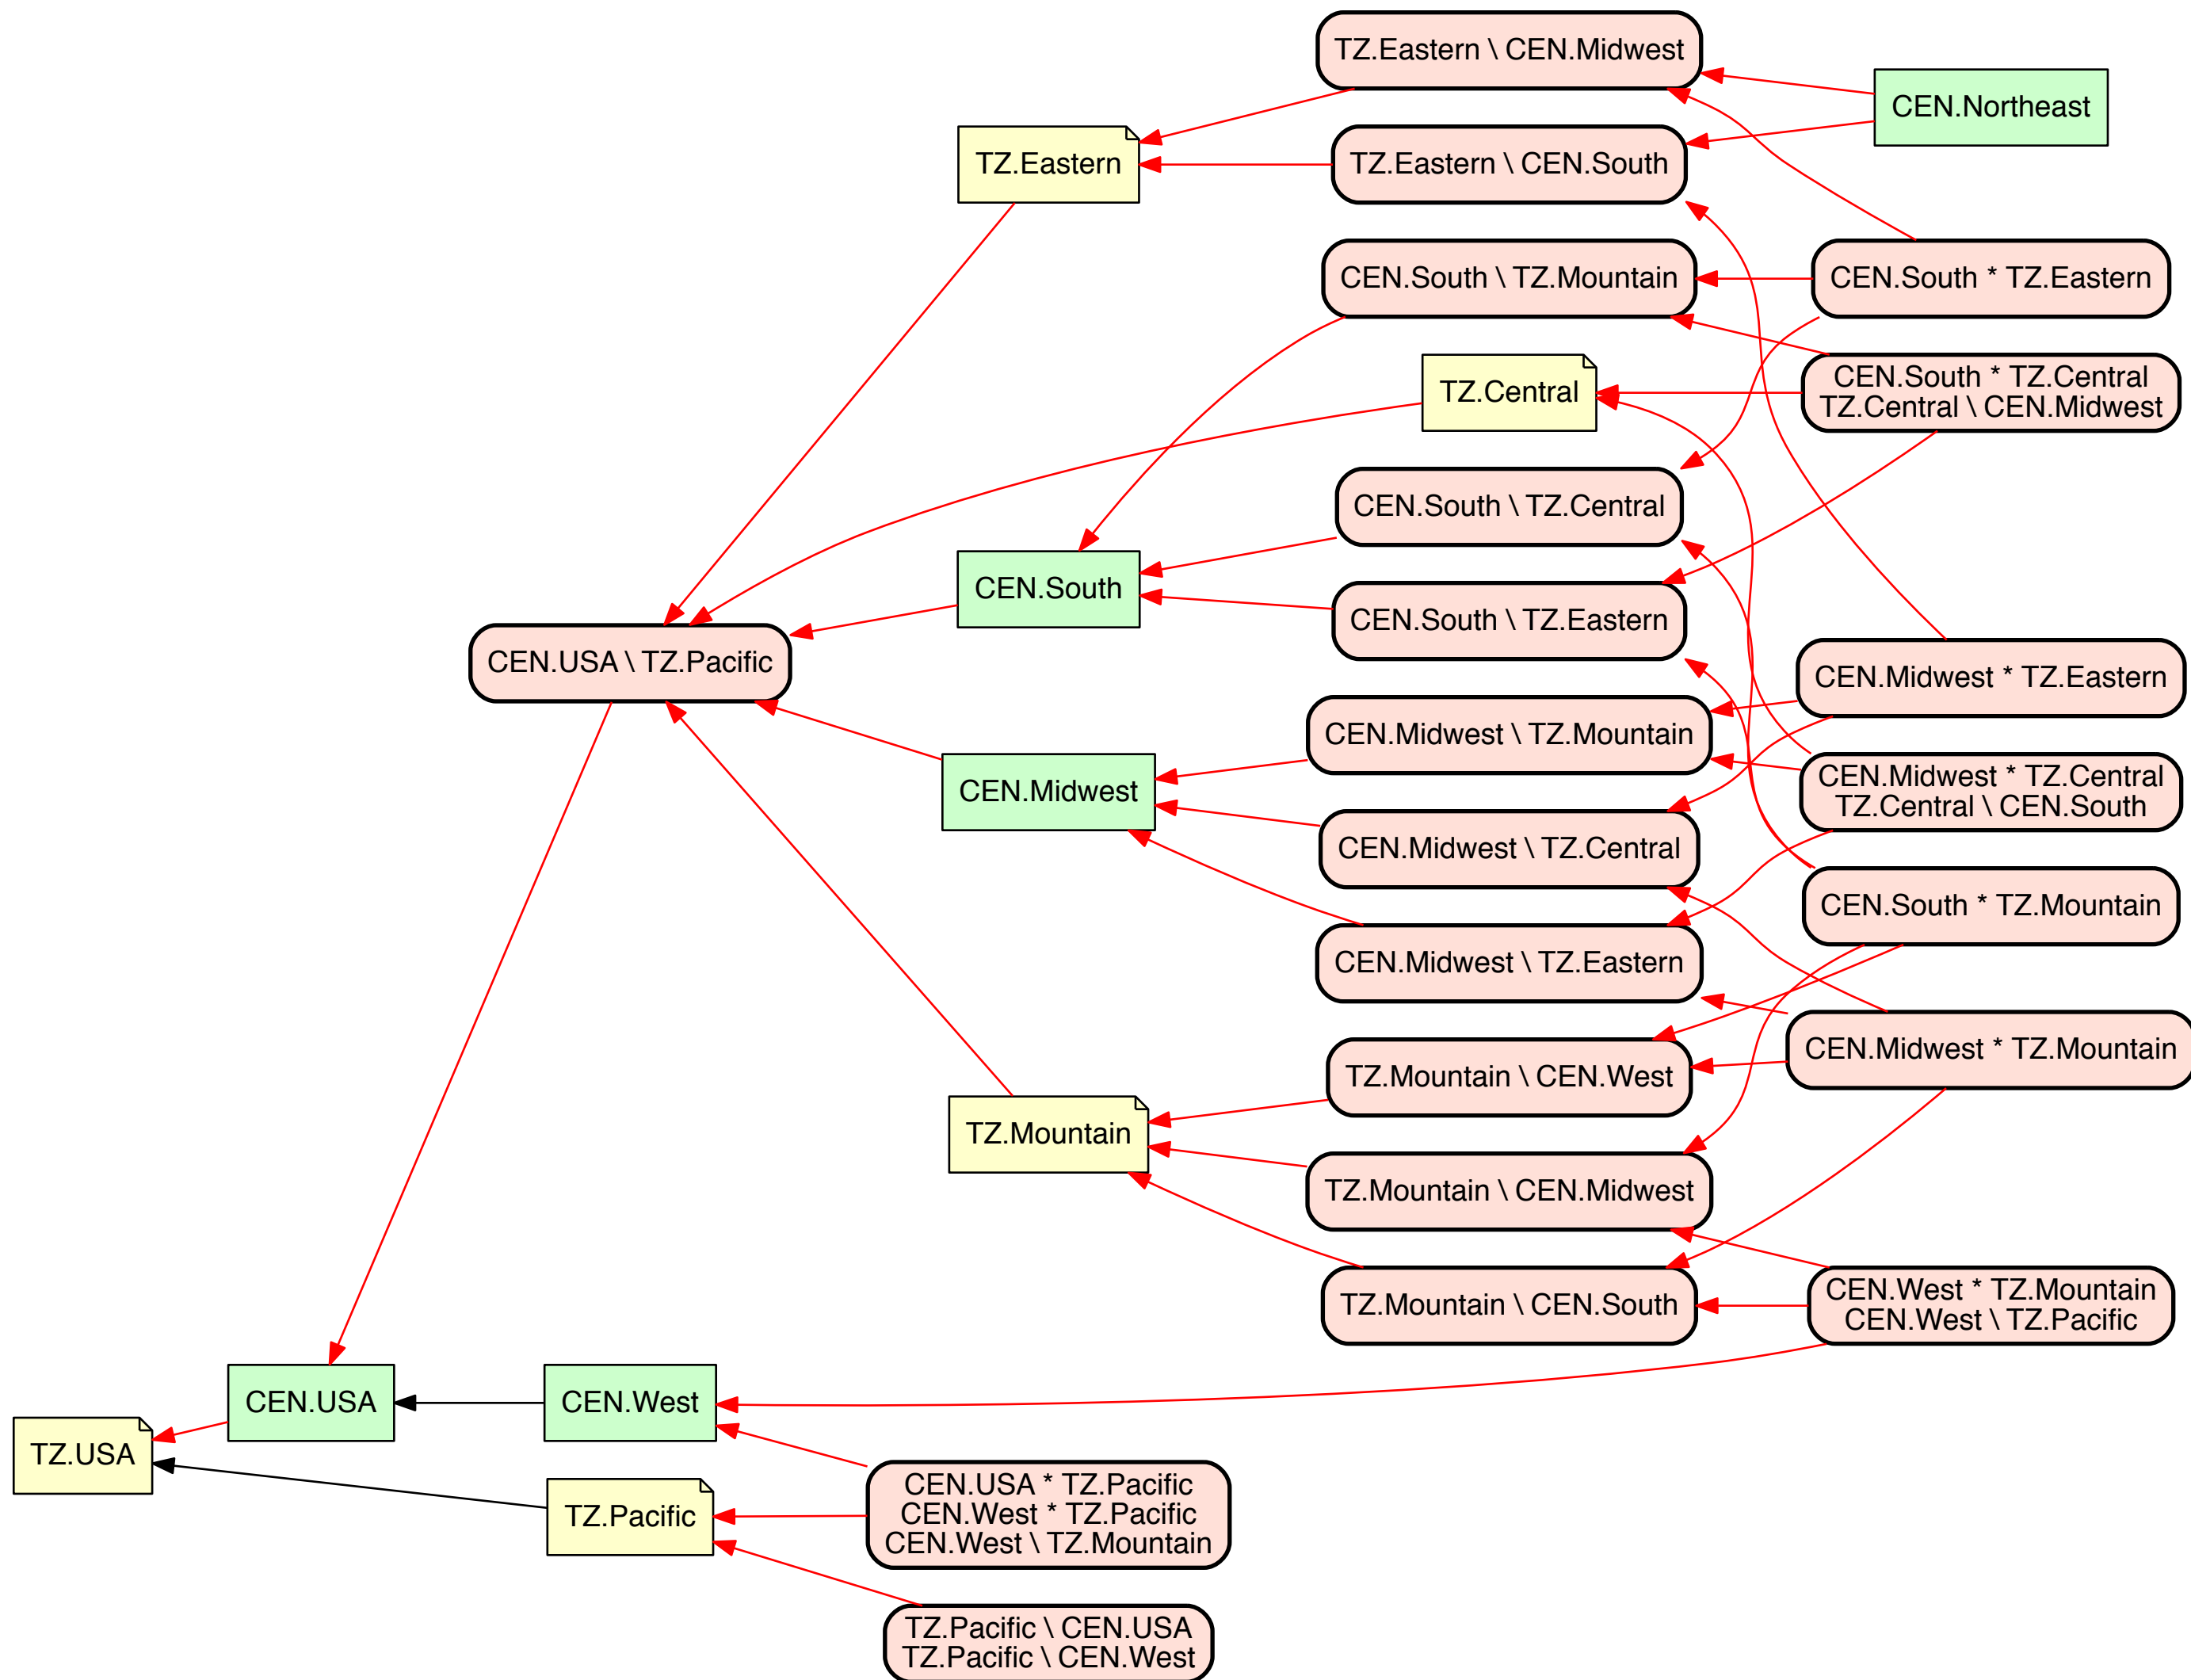 TZ.Eastern \ CEN.Midwest
CEN.Northeast
TZ.Eastern
TZ.Eastern \ CEN.South
CEN.South \ TZ.Mountain
CEN.South * TZ.Eastern
TZ.Central
CEN.South * TZ.Central
TZ.Central \ CEN.Midwest
CEN.South \ TZ.Central
CEN.South
CEN.South \ TZ.Eastern
CEN.USA \ TZ.Pacific
CEN.Midwest * TZ.Eastern
CEN.Midwest \ TZ.Mountain
CEN.Midwest
CEN.Midwest * TZ.Central
TZ.Central \ CEN.South
CEN.Midwest \ TZ.Central
CEN.South * TZ.Mountain
CEN.Midwest \ TZ.Eastern
CEN.Midwest * TZ.Mountain
TZ.Mountain \ CEN.West
TZ.Mountain
TZ.Mountain \ CEN.Midwest
TZ.Mountain \ CEN.South
CEN.West * TZ.Mountain
CEN.West \ TZ.Pacific
CEN.USA
CEN.West
TZ.USA
TZ.Pacific
CEN.USA * TZ.Pacific
CEN.West * TZ.Pacific
CEN.West \ TZ.Mountain
TZ.Pacific \ CEN.USA
TZ.Pacific \ CEN.West